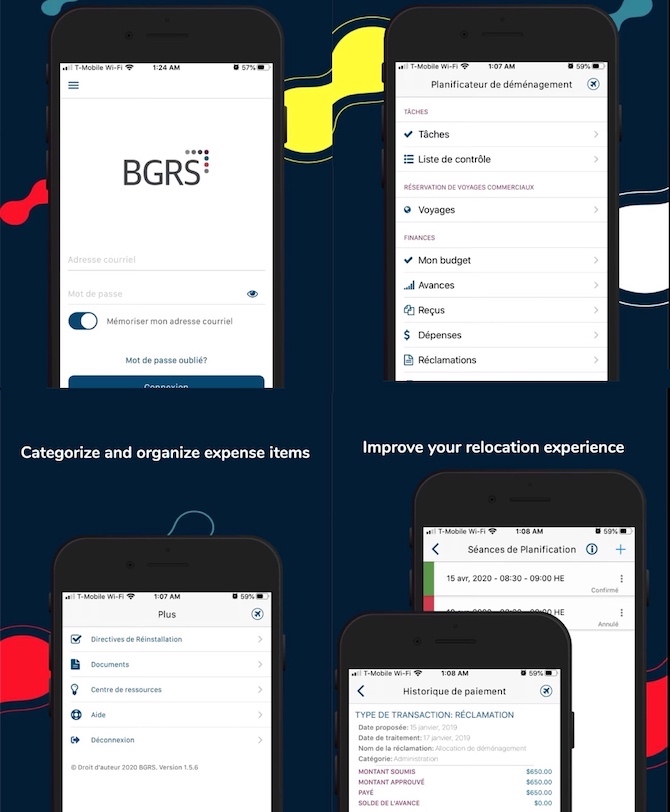 T-Mobile Wi-Fi 1:24 AM 57%
BGRS
Adresse courriel
Mot de passe
Mémoriser mon adresse courriel
Mot de passe oublié?
Connexion
T-Mobile Wi-Fi 1:07 AM 59%
Planificateur de déménagement
TÂCHES
Tâches
Liste de contrôle
RÉSERVATION DE VOYAGES COMMERCIAUX
Voyages
FINANCES
Mon budget
Avances
Reçus
Dépenses
Réclamations
Categorize and organize expense items
T-Mobile Wi-Fi 1:07 AM 59%
Plus
Directives de Réinstallation
Documents
Centre de ressources
Aide
Déconnexion
© Droit d'auteur 2020 BGRS. Version 1.5.6
Improve your relocation experience
T-Mobile Wi-Fi 1:08 AM 59%
Séances de Planification
15 avr, 2020 - 08:30 - 09:00 HE
Confirmé
Annulé
T-Mobile Wi-Fi 1:08 AM 59%
Historique de paiement
TYPE DE TRANSACTION: RÉCLAMATION
Date proposée: 15 janvier, 2019
Date de traitement: 17 janvier, 2019
Nom de la réclamation: Allocation de déménagement
Catégorie: Administration
MONTANT SOUMIS $650.00
MONTANT APPROUVÉ $650.00
PAYÉ $650.00
SOLDE DE L'AVANCE $0.00